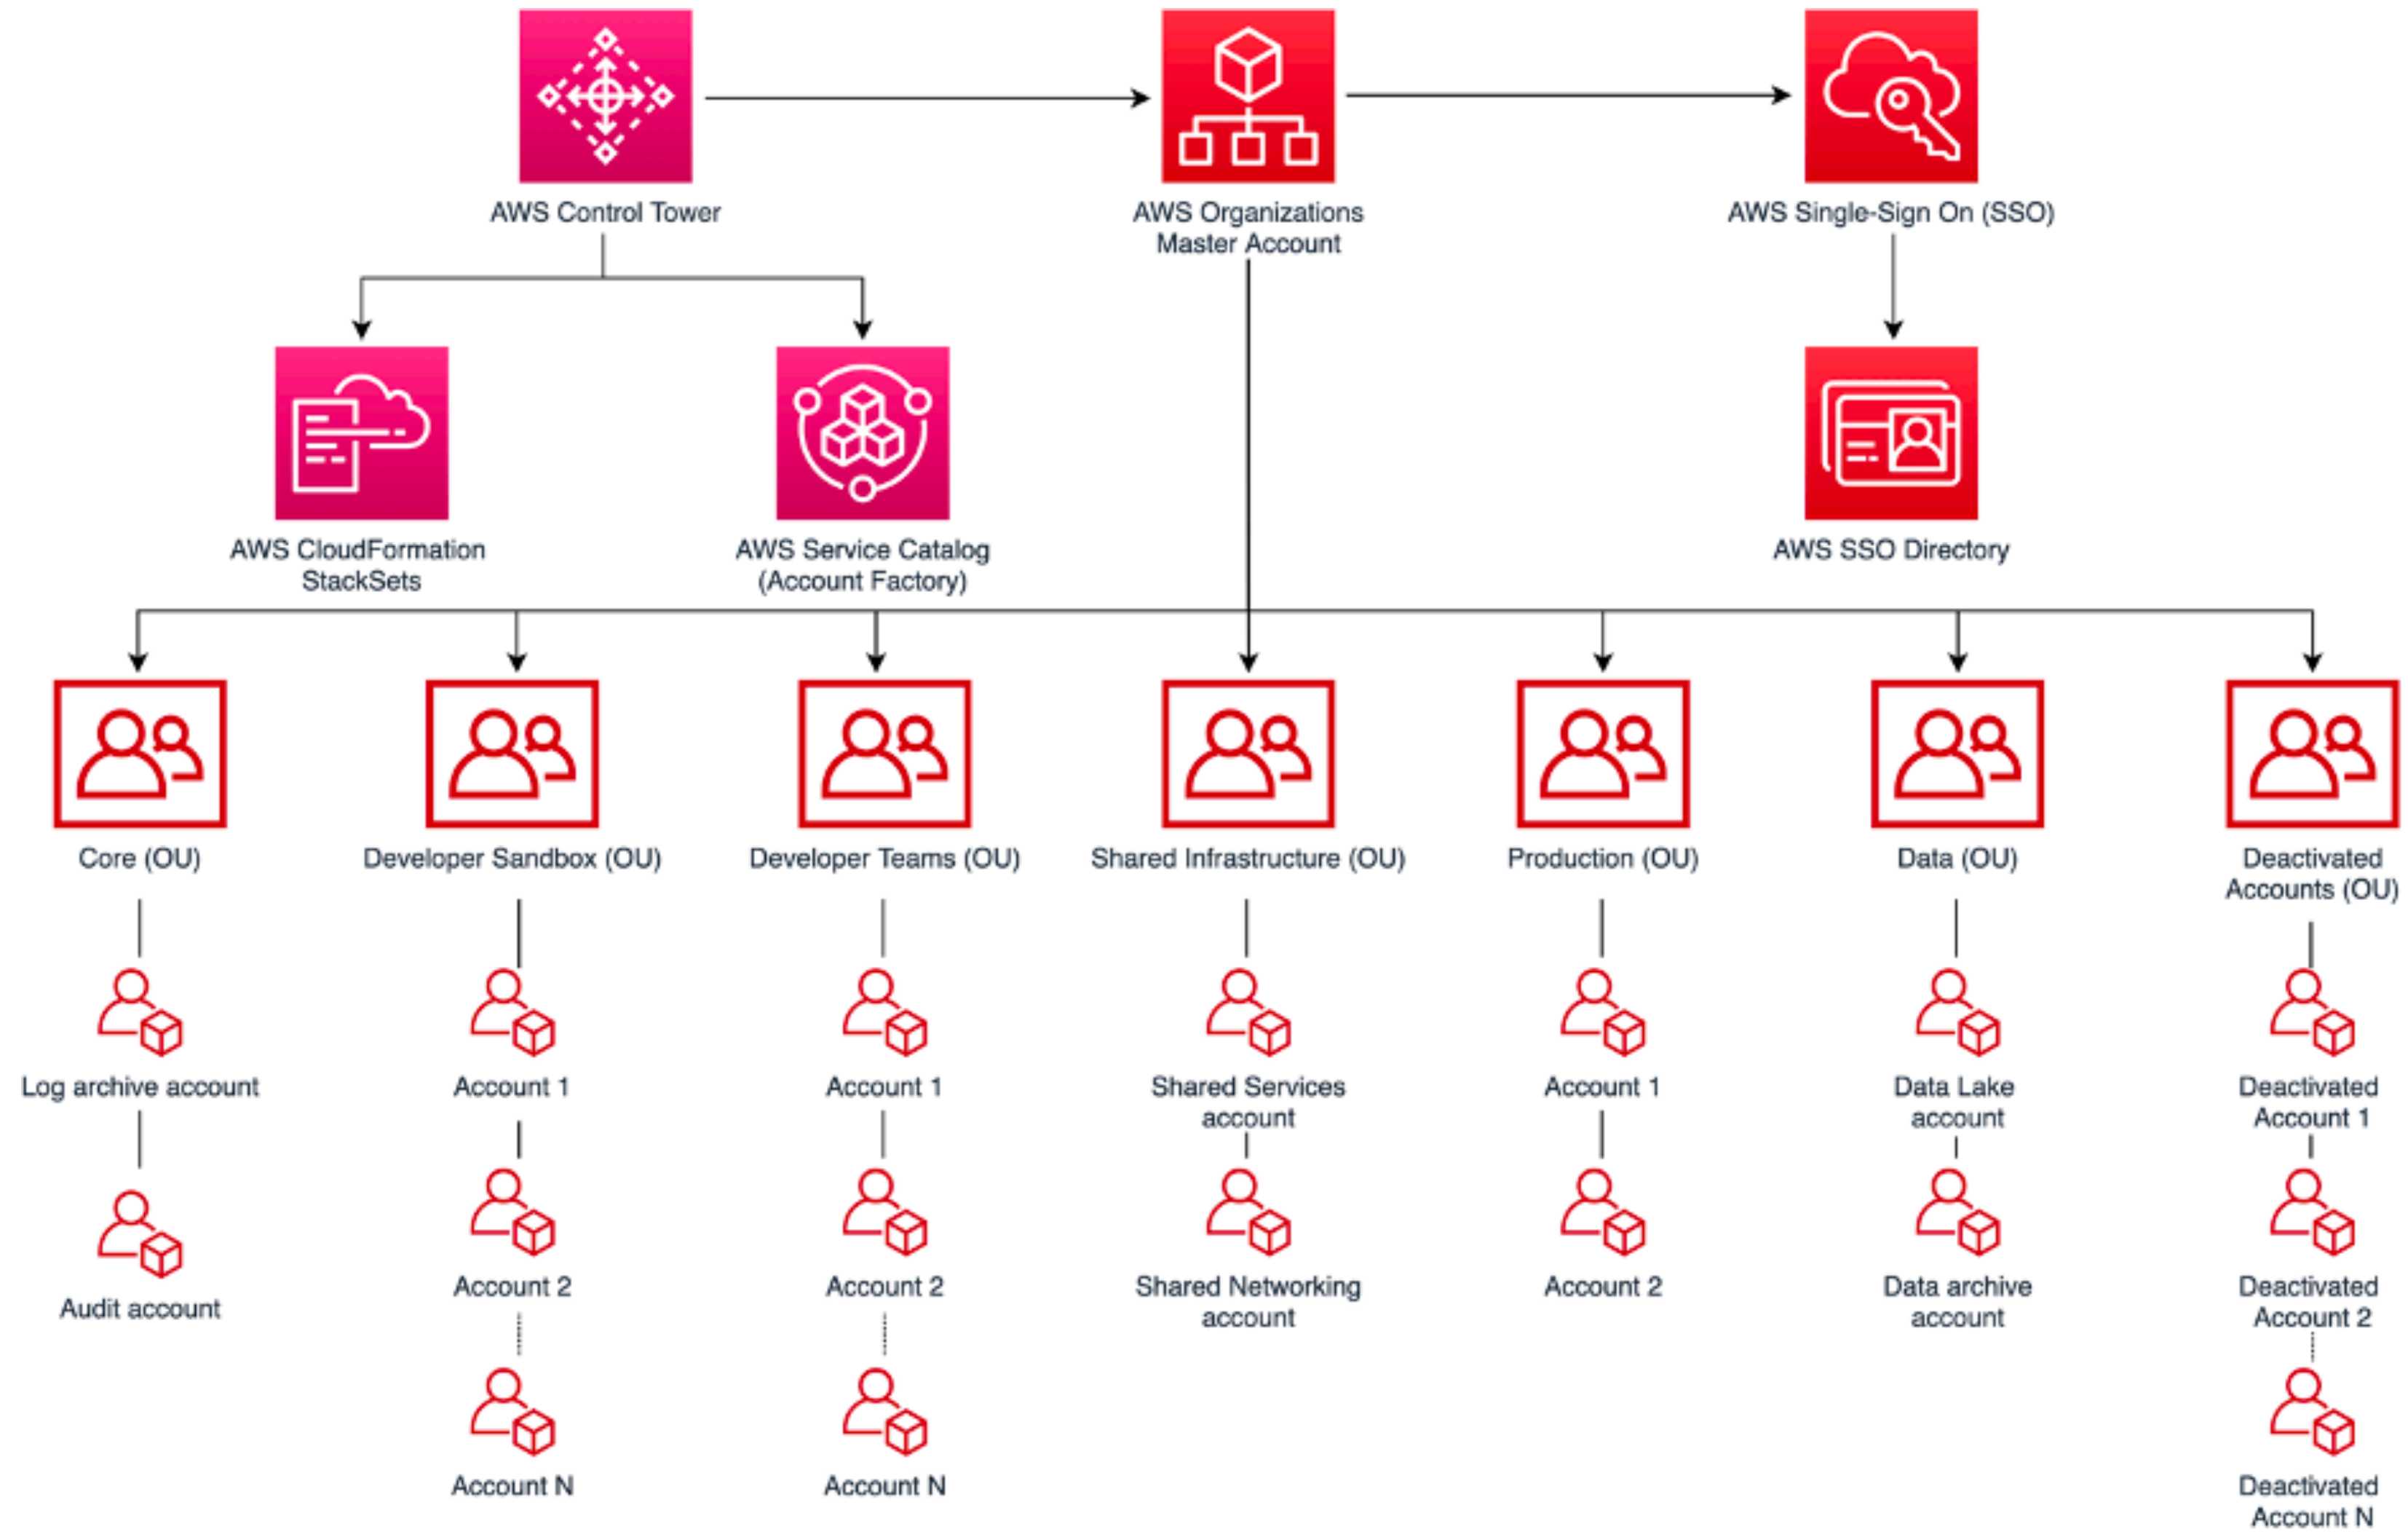 AWS Control Tower
AWS Organizations
Master Account
AWS Single-Sign On (SSO)
AWS CloudFormation
StackSets
AWS Service Catalog
(Account Factory)
AWS SSO Directory
Core (OU)
Developer Sandbox (OU)
Developer Teams (OU)
Shared Infrastructure (OU)
Production (OU)
Data (OU)
Deactivated
Accounts (OU)
Log archive account
Account 1
Account 1
Shared Services
account
Account 1
Data Lake
account
Deactivated
Account 1
Audit account
Account 2
Account 2
Shared Networking
account
Account 2
Data archive
account
Deactivated
Account 2
Account N
Account N
Deactivated
Account N